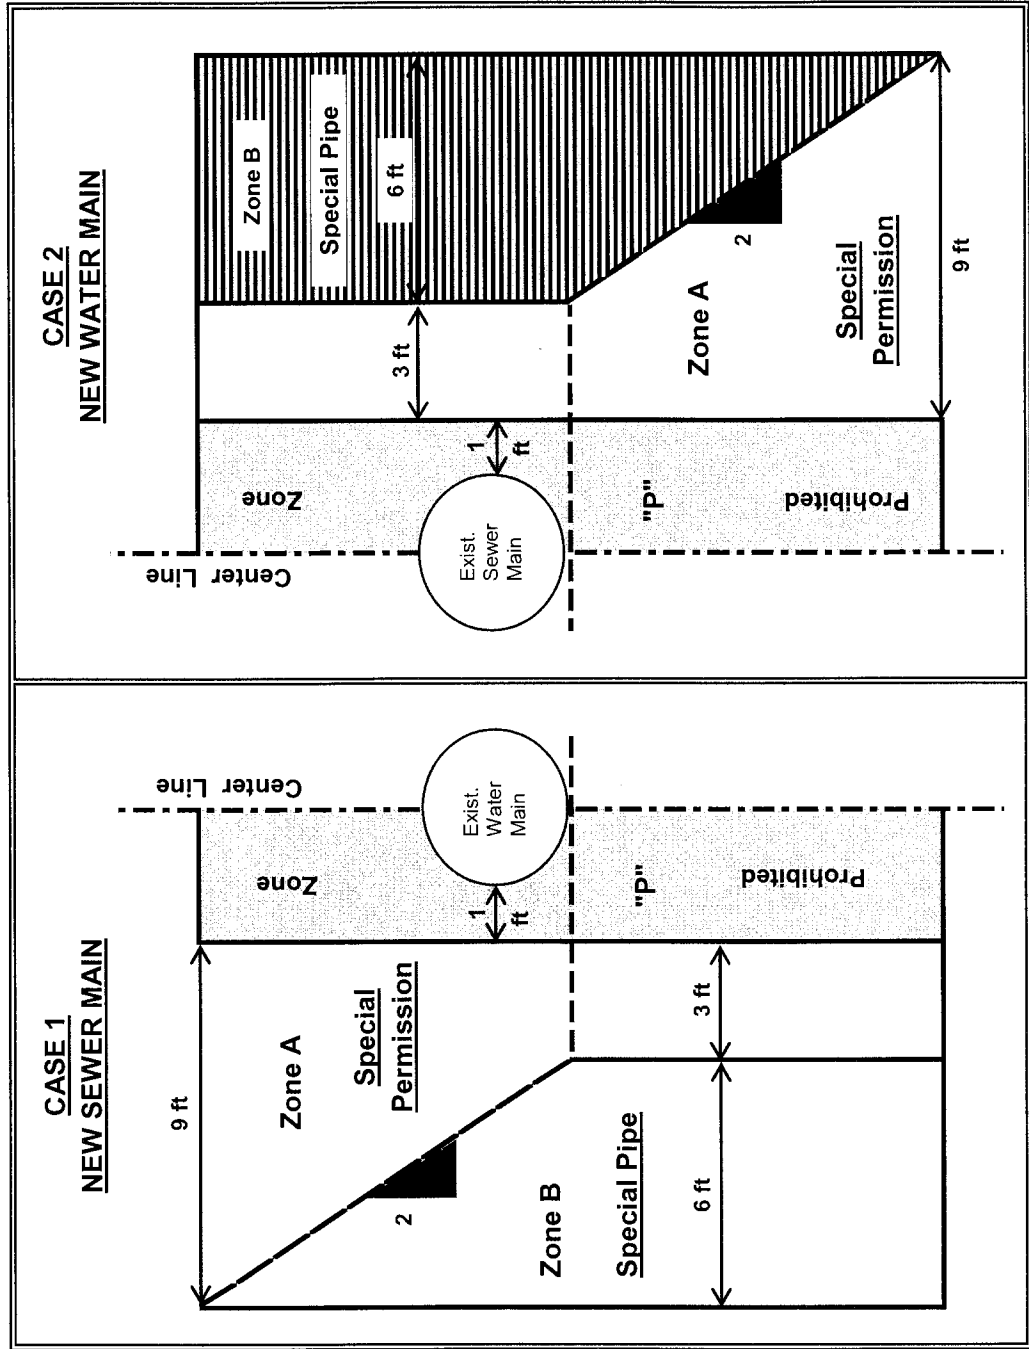 CASE 1
NEW SEWER MAIN
9 ft
Center Line
Zone
Zone A
Special
Permission
2
1
ft
Exist.
Water
Main
Zone B
Special Pipe
"P"
3 ft
6 ft
Prohibited
CASE 2
NEW WATER MAIN
Center Line
Zone
Zone B
Special Pipe
6 ft
3 ft
1
ft
Exist.
Sewer
Main
2
"P"
Zone A
Special
Permission
Prohibited
9 ft